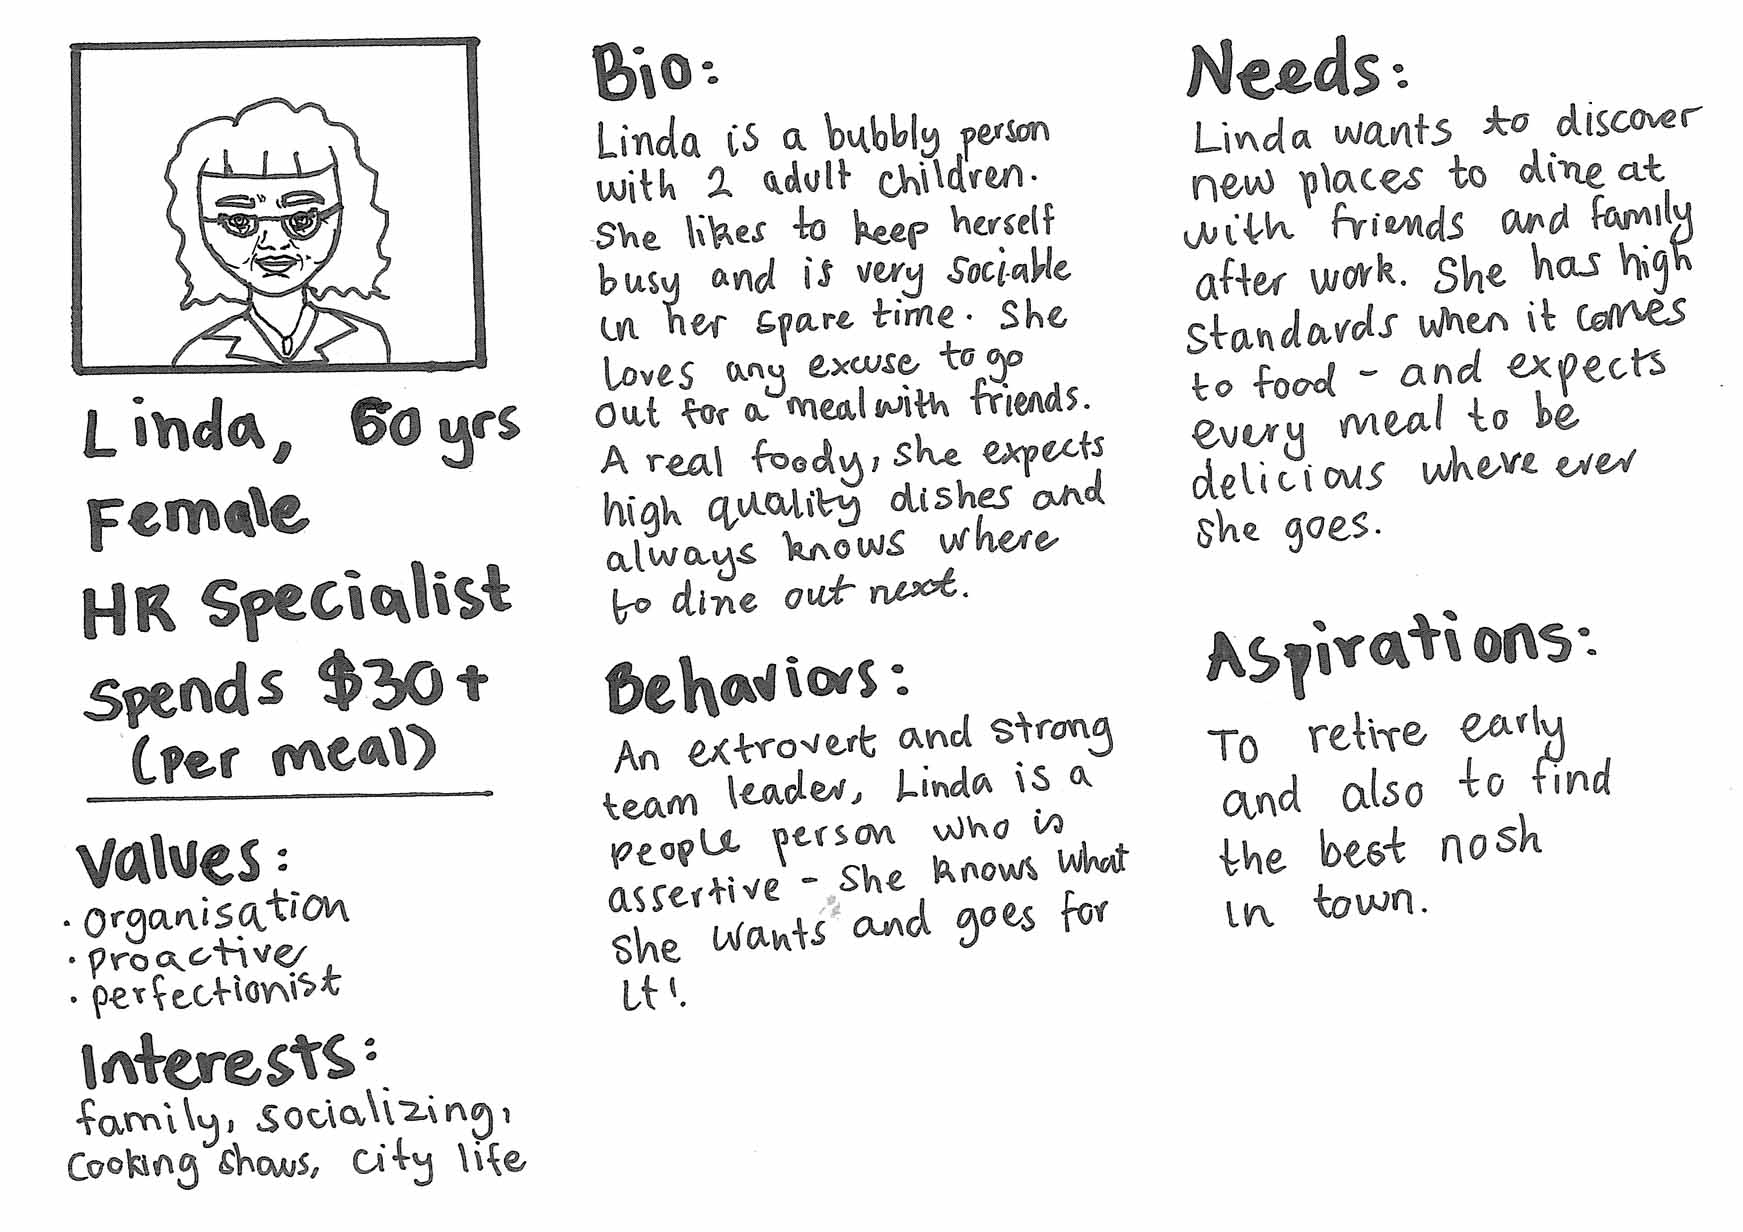 Linda, 60 yrs
Female
HR Specialist
Spends $30+
(per meal)
Values:
· organisation
· proactive
· perfectionist
Interests:
family, socializing,
cooking shows, city life
Bio:
Linda is a bubbly person
with 2 adult children.
She likes to keep herself
busy and is very sociable
in her spare time. She
loves any excuse to go
out for a meal with friends.
A real foody, she expects
high quality dishes and
always knows where
to dine out next.
Behaviors:
An extrovert and strong
team leader, Linda is a
people person who is
assertive - She knows what
she wants and goes for
it!
Needs:
Linda wants to discover
new places to dine at
with friends and family
after work. She has high
standards when it comes
to food - and expects
every meal to be
delicious where ever
she goes.
Aspirations:
To retire early
and also to find
the best nosh
in town.